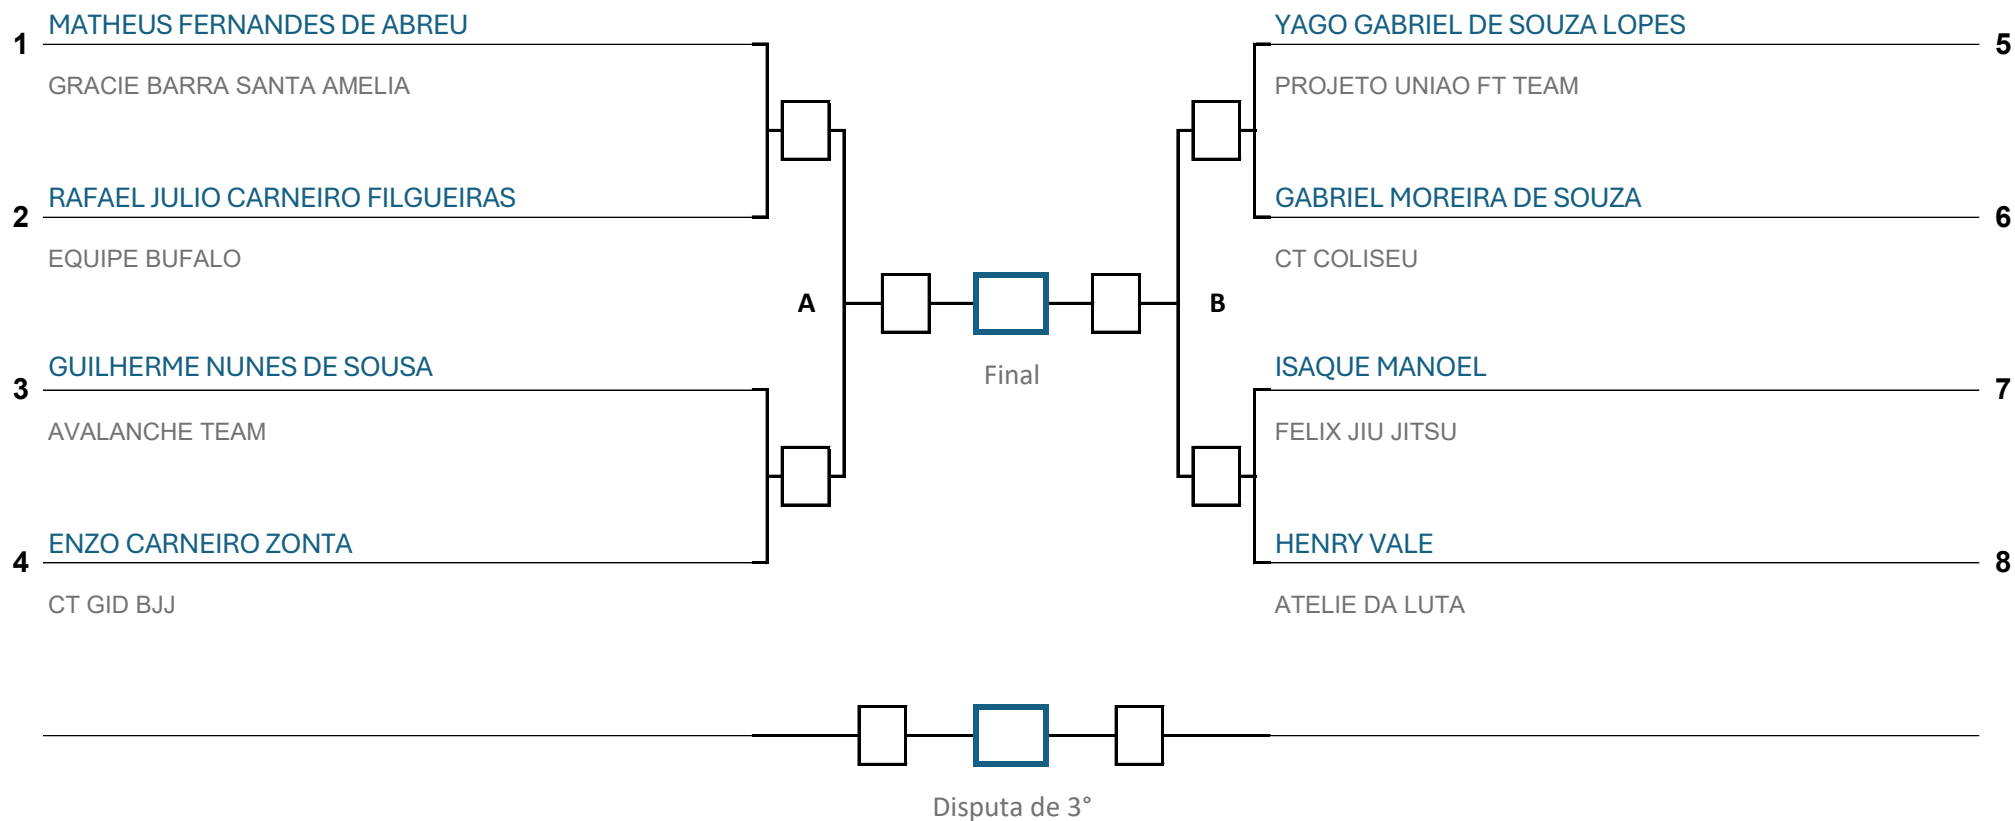 MATHEUS FERNANDES DE ABREU
1
GRACIE BARRA SANTA AMELIA
RAFAEL JULIO CARNEIRO FILGUEIRAS
2
EQUIPE BUFALO
A
GUILHERME NUNES DE SOUSA
3
AVALANCHE TEAM
ENZO CARNEIRO ZONTA
4
CT GID BJJ
Final
YAGO GABRIEL DE SOUZA LOPES
5
PROJETO UNIAO FT TEAM
GABRIEL MOREIRA DE SOUZA
6
CT COLISEU
B
ISAQUE MANOEL
7
FELIX JIU JITSU
HENRY VALE
8
ATELIE DA LUTA
Disputa de 3°